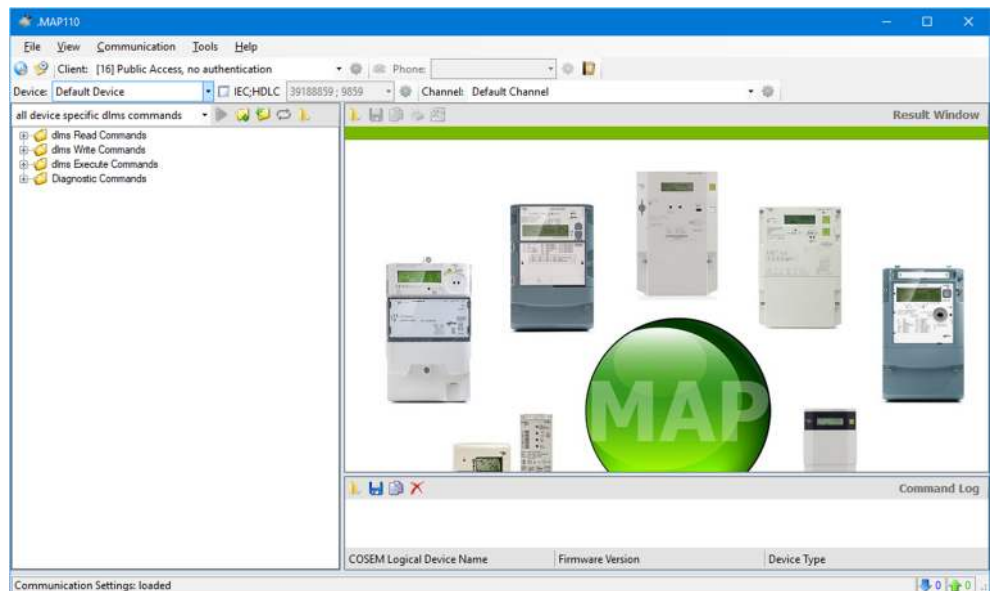 .MAP110
File View Communication Tools Help
Client: [16] Public Access, no authentication Phone:
Device: Default Device IEC;HDLC 39188859 ; 9859 Channel: Default Channel
all device specific dlms commands
Result Window
dlms Read Commands
dlms Write Commands
dlms Execute Commands
Diagnostic Commands
MAP
Command Log
COSEM Logical Device Name Firmware Version Device Type
Communication Settings: loaded 0 0